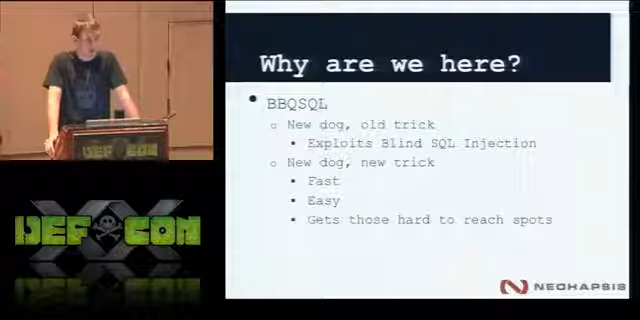 Why are we here?
BBQSQL
New dog, old trick
Exploits Blind SQL Injection
New dog, new trick
Fast
Easy
Gets those hard to reach spots
NEOHAPSIS
DEF CON
DEF CON
XX